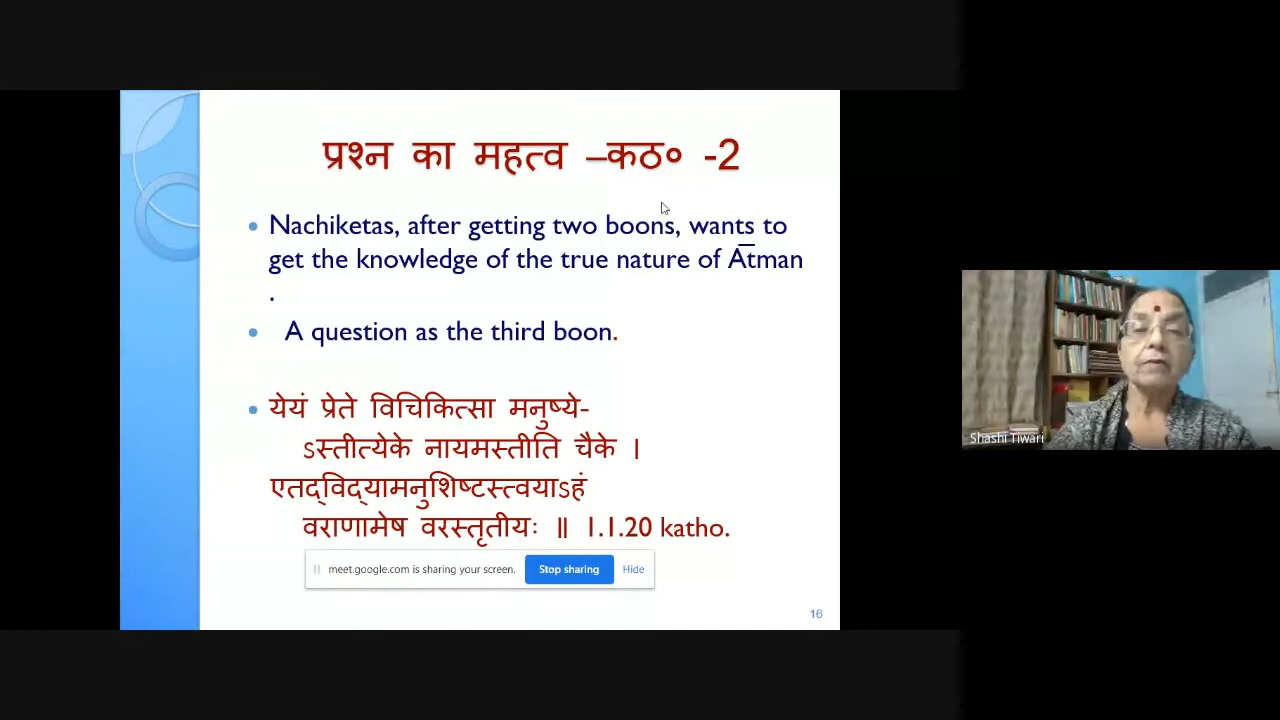 प्रश्न का महत्व –कठ० -2
Nachiketas, after getting two boons, wants to
get the knowledge of the true nature of Ātman
.
A question as the third boon.
येयं प्रेते विचिकित्सा मनुष्ये-
ऽस्तीत्येके नायमस्तीति चैके ।
एतद्विद्यामनुशिष्टस्त्वयाऽहं
वराणामेष वरस्तृतीयः ॥ 1.1.20 katho.
meet.google.com is sharing your screen. Stop sharing Hide
16
Shashi Tiwari